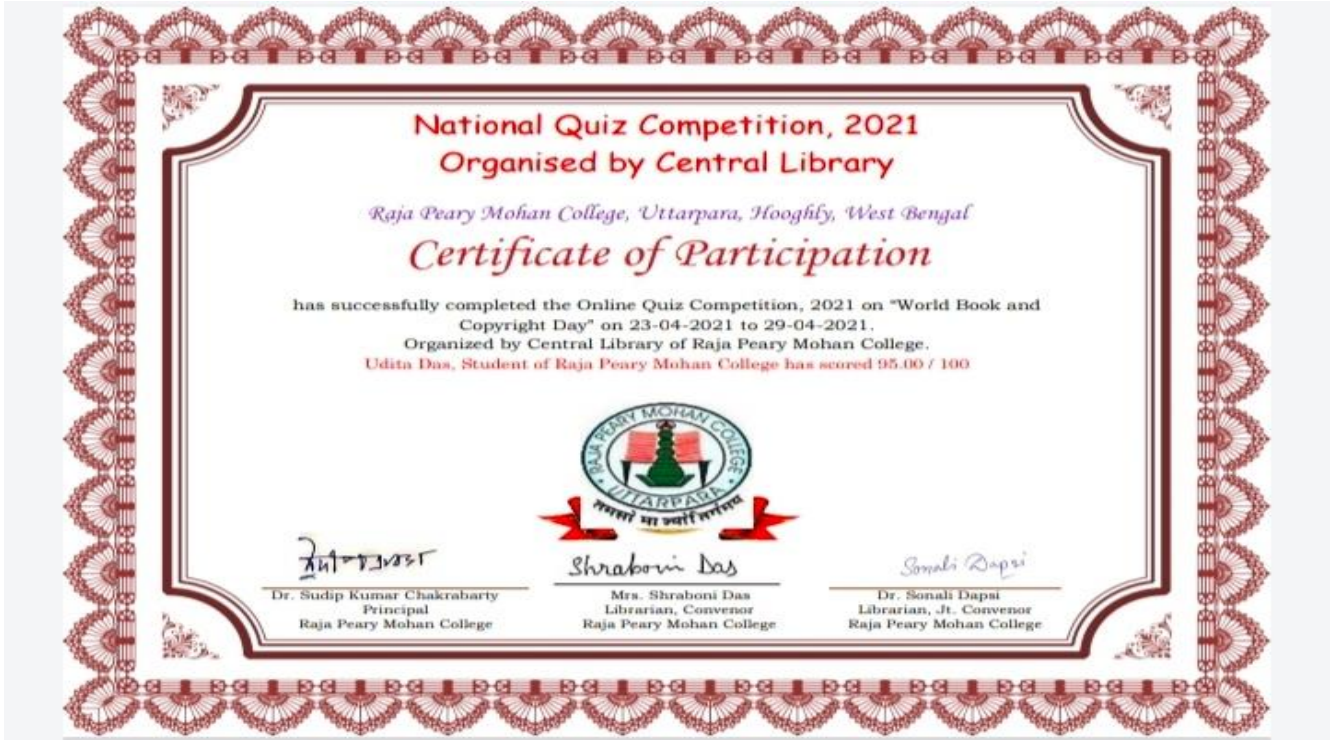 National Quiz Competition, 2021
Organised by Central Library
Raja Peary Mohan College, Uttarpara, Hooghly, West Bengal
Certificate of Participation
has successfully completed the Online Quiz Competition, 2021 on "World Book and
Copyright Day" on 23-04-2021 to 29-04-2021.
Organized by Central Library of Raja Peary Mohan College.
Udita Das, Student of Raja Peary Mohan College has scored 95.00 / 100
RAJA PEARY MOHAN COLLEGE
UTTARPARA
तमसो मा ज्योतिर्गमय
Shraboni Das
Sonali Dapsi
Dr. Sudip Kumar Chakrabarty
Principal
Raja Peary Mohan College
Mrs. Shraboni Das
Librarian, Convenor
Raja Peary Mohan College
Dr. Sonali Dapsi
Librarian, Jt. Convenor
Raja Peary Mohan College